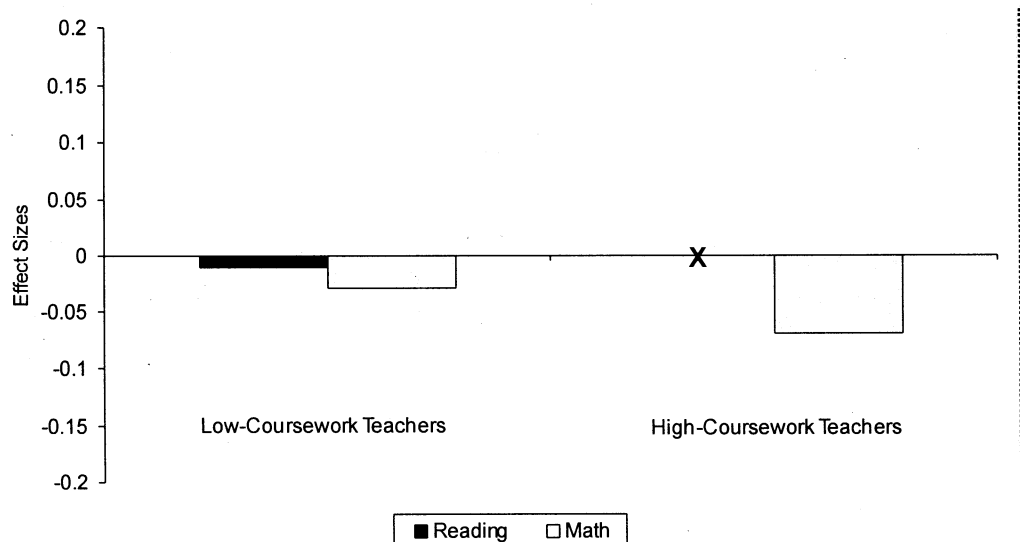 0.2
0.15
0.1
0.05
0
-0.05
-0.1
-0.15
-0.2
Effect Sizes
X
Low-Coursework Teachers
High-Coursework Teachers
Reading
Math